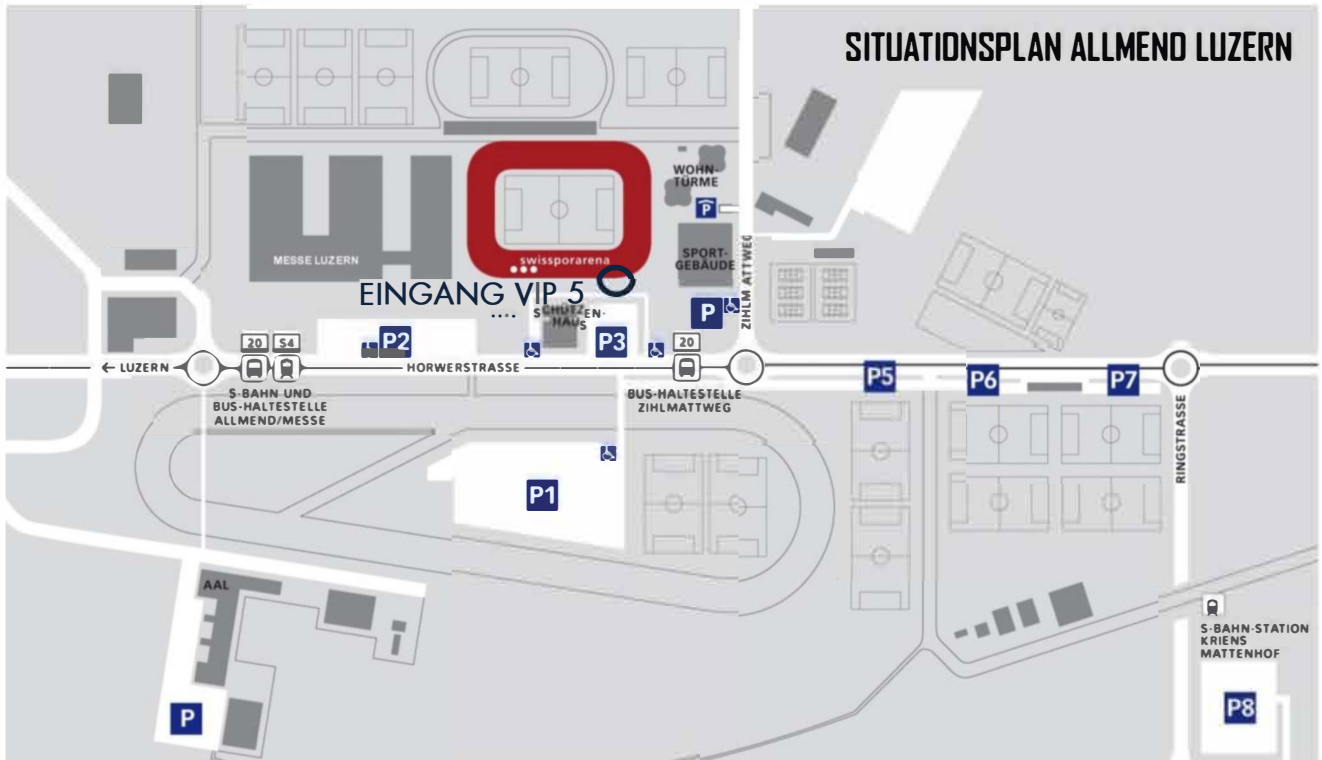 SITUATIONSPLAN ALLMEND LUZERN
WOHN-
TÜRME
P
MESSE LUZERN
swissporarena
SPORT-
GEBÄUDE
ZIHLMATTWEG
EINGANG VIP 5
SCHÜTZEN-
HAUS
P
P2
P3
20
S4
20
← LUZERN
HORWERSTRASSE
P5
P6
P7
S-BAHN UND
BUS-HALTESTELLE
ALLMEND/MESSE
BUS-HALTESTELLE
ZIHLMATTWEG
RINGSTRASSE
P1
AAL
S-BAHN-STATION
KRIENS
MATTENHOF
P
P8